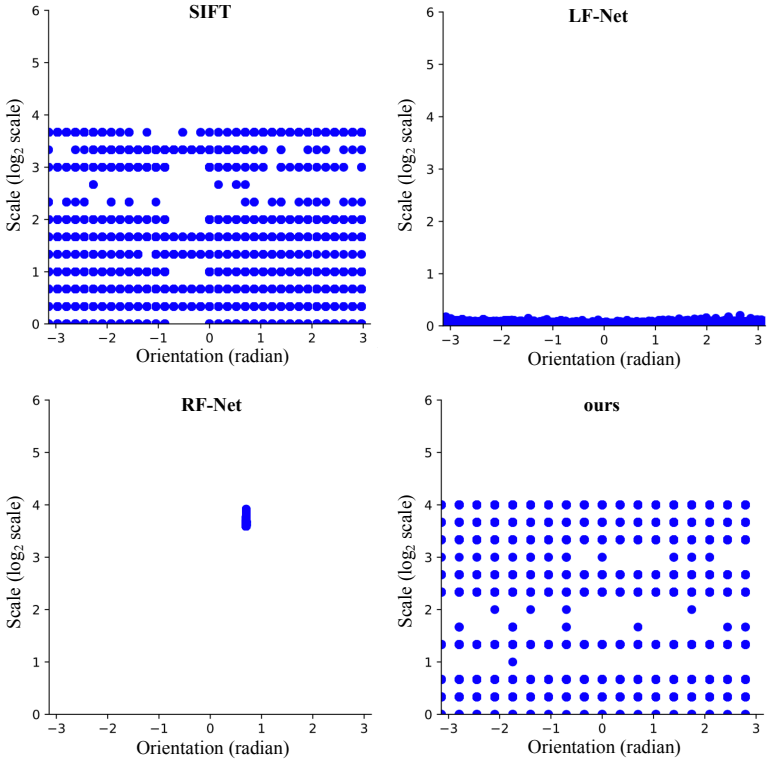 SIFT
6
5
4
3
2
1
0
Scale (log₂ scale)
−3 −2 −1 0 1 2 3
Orientation (radian)
LF-Net
6
5
4
3
2
1
0
Scale (log₂ scale)
−3 −2 −1 0 1 2 3
Orientation (radian)
RF-Net
6
5
4
3
2
1
0
Scale (log₂ scale)
−3 −2 −1 0 1 2 3
Orientation (radian)
ours
6
5
4
3
2
1
0
Scale (log₂ scale)
−3 −2 −1 0 1 2 3
Orientation (radian)